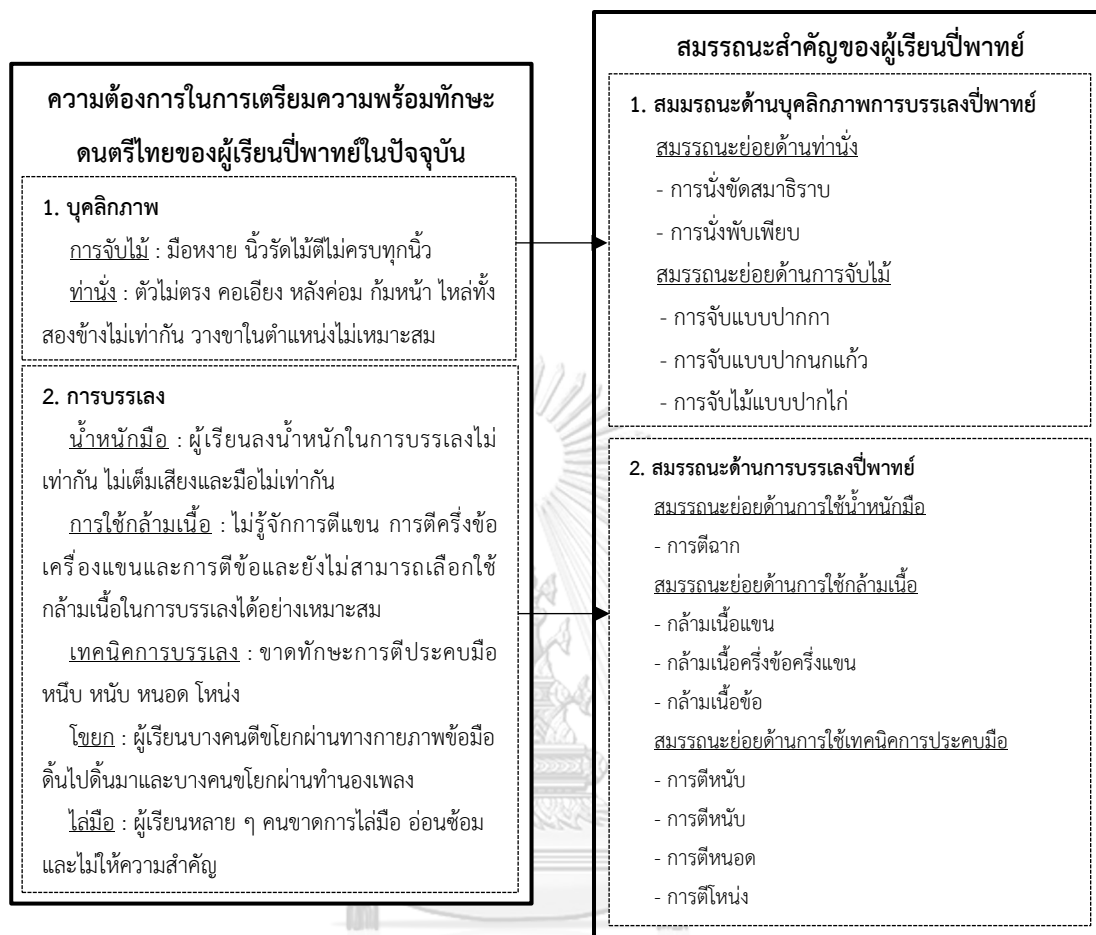 ความต้องการในการเตรียมความพร้อมทักษะ
ดนตรีไทยของผู้เรียนปี่พาทย์ในปัจจุบัน
1. บุคลิกภาพ
การจับไม้ : มือหงาย นิ้วรัดไม้ตีไม่ครบทุกนิ้ว
ท่านั่ง : ตัวไม่ตรง คอเอียง หลังค่อม ก้มหน้า ไหล่ทั้ง
สองข้างไม่เท่ากัน วางขาในตำแหน่งไม่เหมาะสม
2. การบรรเลง
น้ำหนักมือ : ผู้เรียนลงน้ำหนักในการบรรเลงไม่
เท่ากัน ไม่เต็มเสียงและมือไม่เท่ากัน
การใช้กล้ามเนื้อ : ไม่รู้จักการตีแขน การตีครึ่งข้อ
เครื่องแขนและการตีข้อและยังไม่สามารถเลือกใช้
กล้ามเนื้อในการบรรเลงได้อย่างเหมาะสม
เทคนิคการบรรเลง : ขาดทักษะการตีประคบมือ
หนึบ หนับ หนอด โหน่ง
โขยก : ผู้เรียนบางคนตีขโยกผ่านทางกายภาพข้อมือ
ดิ้นไปดิ้นมาและบางคนขโยกผ่านทำนองเพลง
ไล่มือ : ผู้เรียนหลาย ๆ คนขาดการไล่มือ อ่อนซ้อม
และไม่ให้ความสำคัญ
สมรรถนะสำคัญของผู้เรียนปี่พาทย์
1. สมมรถนะด้านบุคลิกภาพการบรรเลงปี่พาทย์
สมรรถนะย่อยด้านท่านั่ง
- การนั่งขัดสมาธิราบ
- การนั่งพับเพียบ
สมรรถนะย่อยด้านการจับไม้
- การจับแบบปากกา
- การจับแบบปากนกแก้ว
- การจับไม้แบบปากไก่
2. สมรรถนะด้านการบรรเลงปี่พาทย์
สมรรถนะย่อยด้านการใช้น้ำหนักมือ
- การตีฉาก
สมรรถนะย่อยด้านการใช้กล้ามเนื้อ
- กล้ามเนื้อแขน
- กล้ามเนื้อครึ่งข้อครึ่งแขน
- กล้ามเนื้อข้อ
สมรรถนะย่อยด้านการใช้เทคนิคการประคบมือ
- การตีหนับ
- การตีหนับ
- การตีหนอด
- การตีโหน่ง